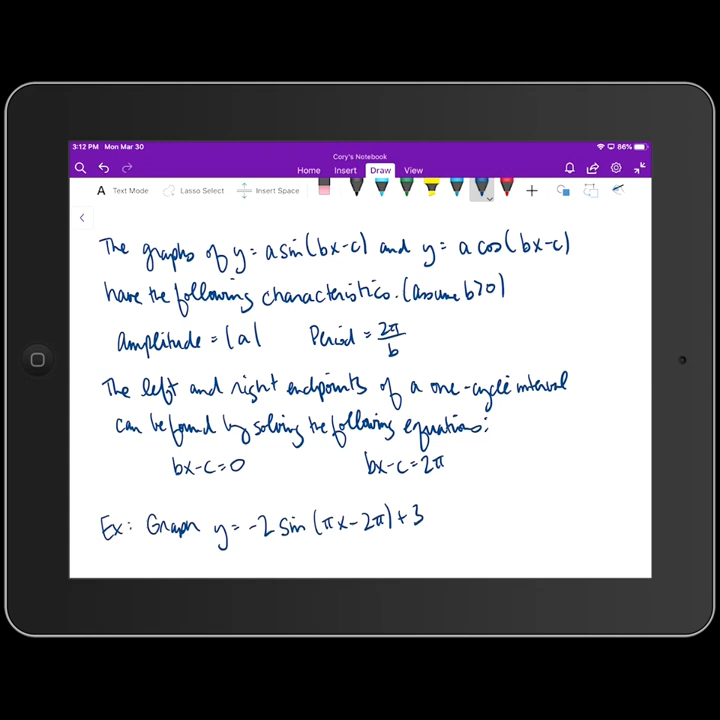 3:12 PM Mon Mar 30
86%
Cory's Notebook
Home Insert Draw View
A Text Mode Lasso Select Insert Space
The graphs of y = a sin(bx-c) and y = a cos(bx-c)
have the following characteristics. (assume b>0)
Amplitude = |a| Period = 2π/b
The left and right endpoints of a one-cycle interval
can be found by solving the following equations:
bx-c=0 bx-c=2π
Ex: Graph y = -2 sin(πx-2π)+3